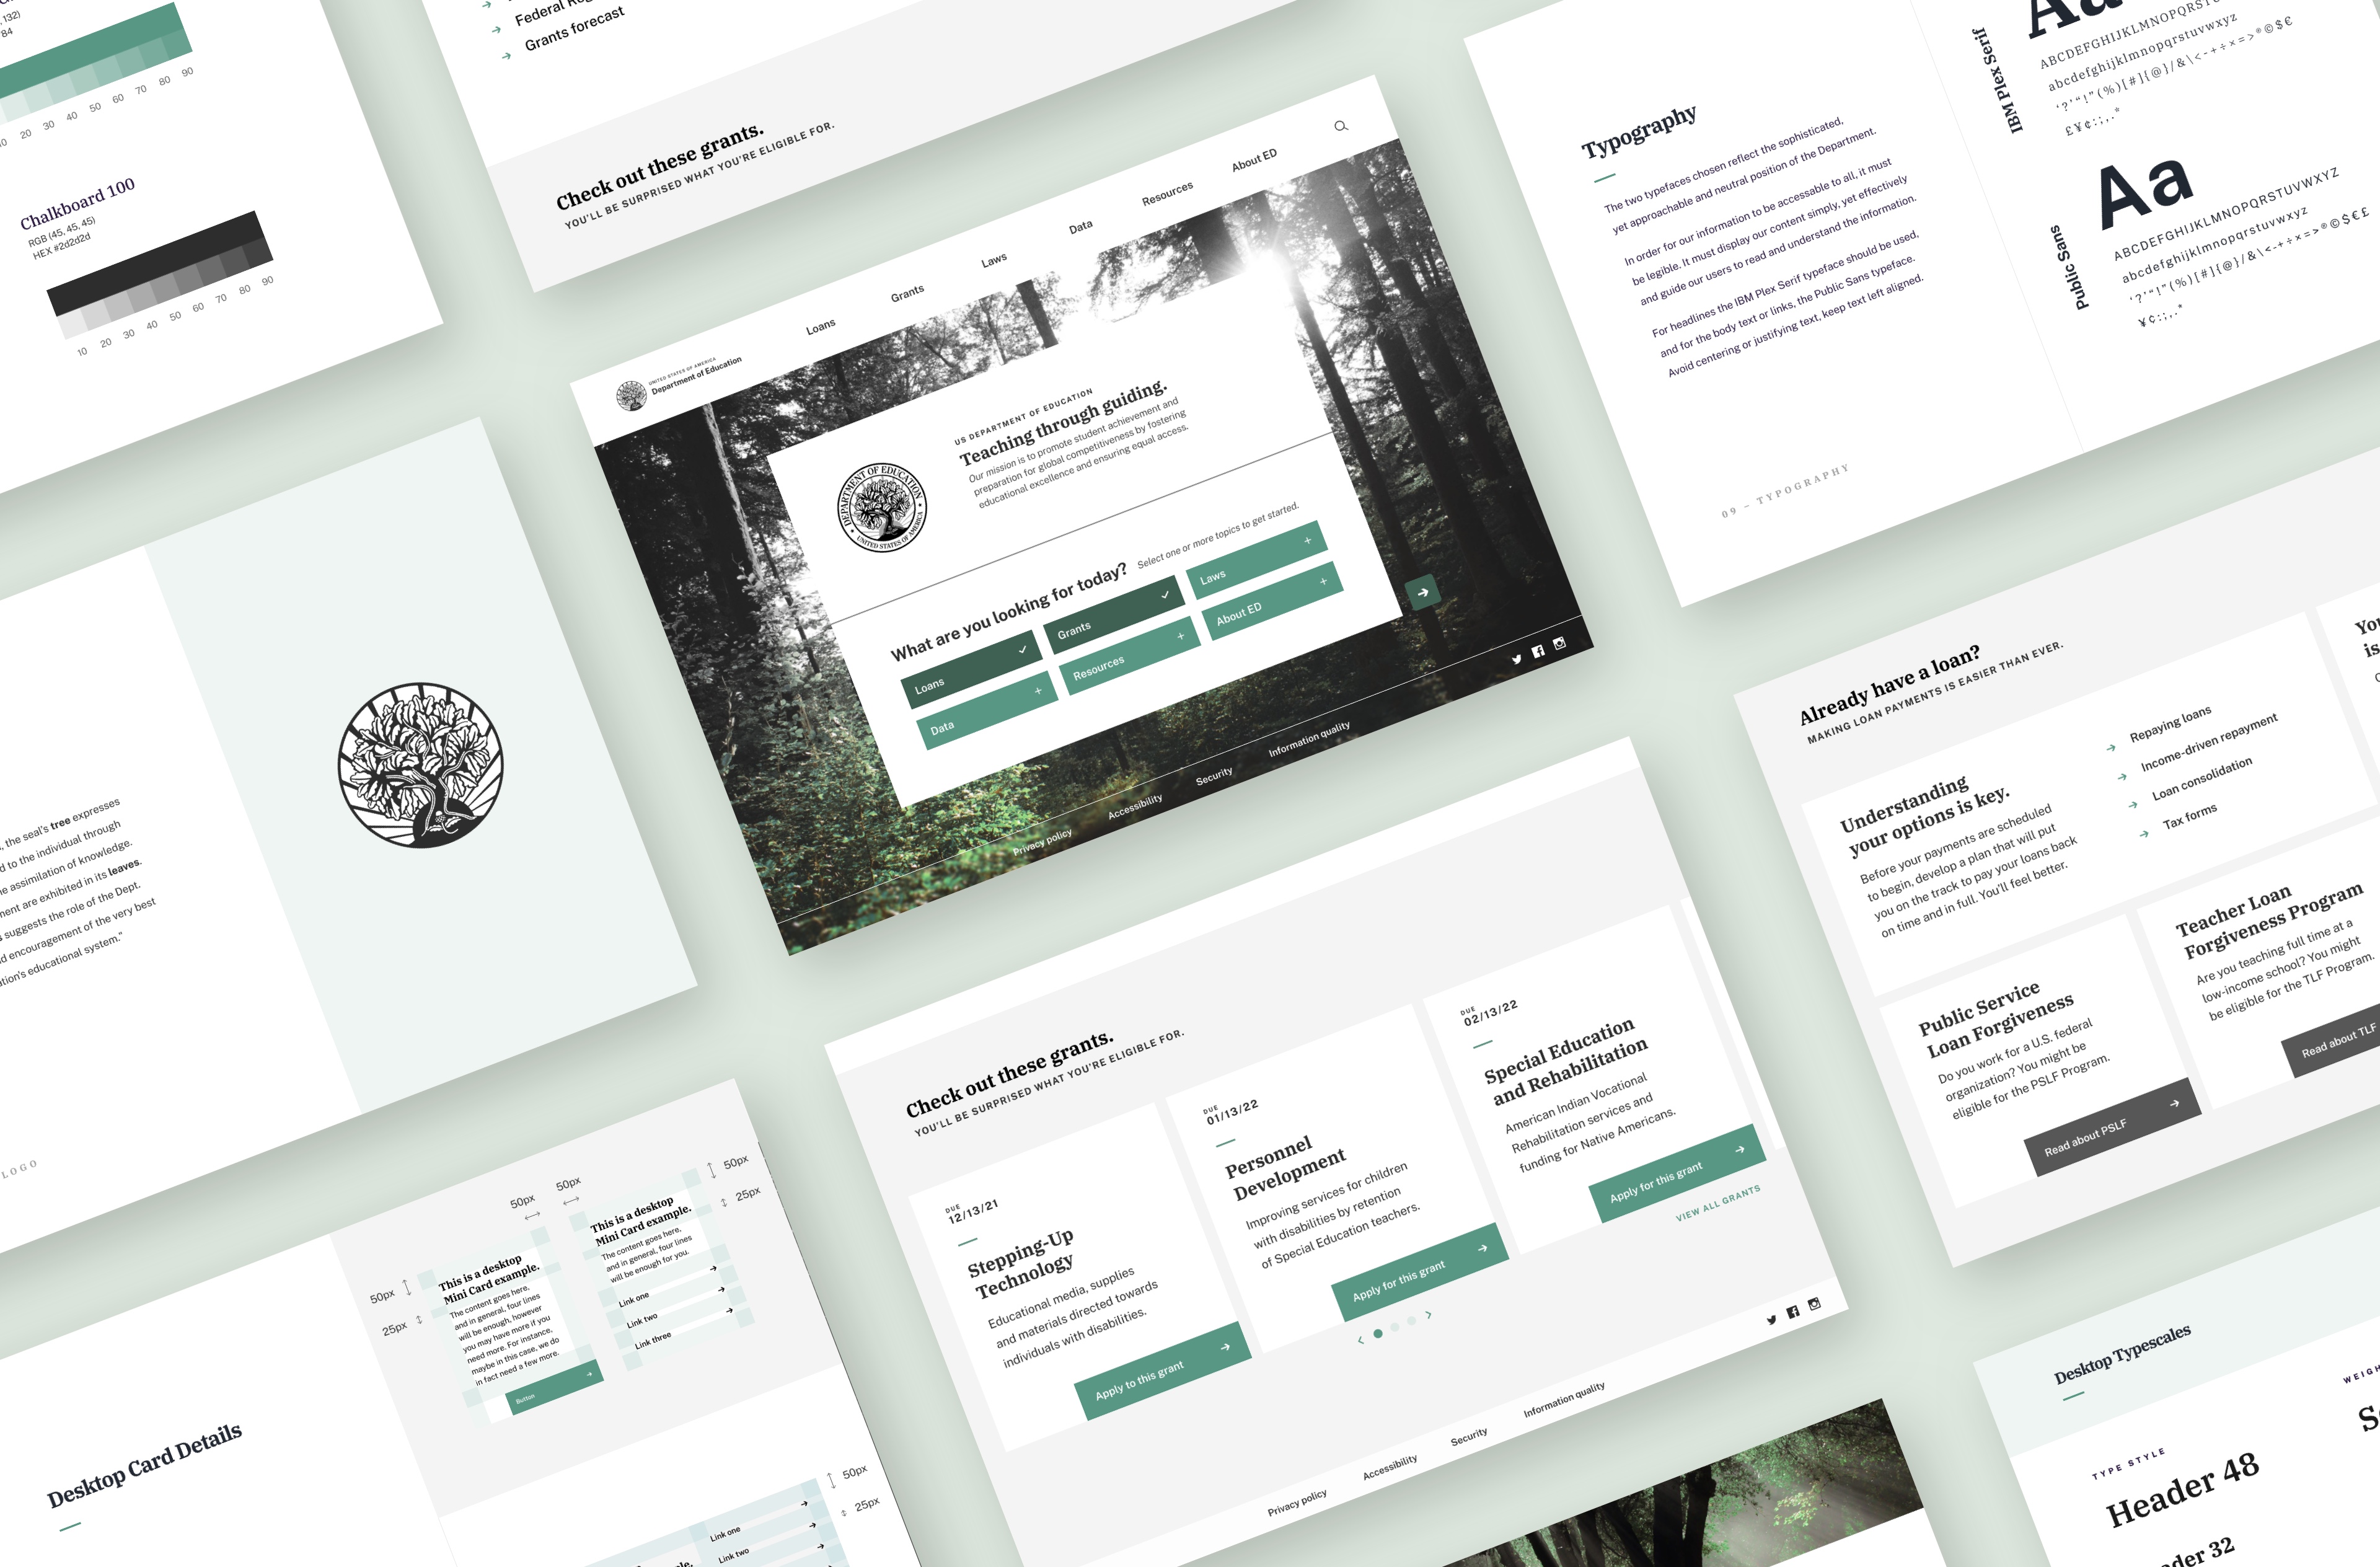 132)
84
20 30 40 50 60 70 80 90
Chalkboard 100
RGB (45, 45, 45)
HEX #2d2d2d
10 20 30 40 50 60 70 80 90
Grants forecast
Check out these grants.
YOU'LL BE SURPRISED WHAT YOU'RE ELIGIBLE FOR.
UNITED STATES OF AMERICA
Department of Education
Loans
Grants
Laws
Data
Resources
About ED
DEPARTMENT OF EDUCATION
UNITED STATES OF AMERICA
US DEPARTMENT OF EDUCATION
Teaching through guiding.
Our mission is to promote student achievement and
preparation for global competitiveness by fostering
educational excellence and ensuring equal access.
What are you looking for today?
Select one or more topics to get started.
Loans
Grants
Laws
Data
Resources
About ED
Privacy policy
Accessibility
Security
Information quality
Typography
The two typefaces chosen reflect the sophisticated,
yet approachable and neutral position of the Department.
In order for our information to be accessable to all, it must
be legible. It must display our content simply, yet effectively
and guide our users to read and understand the information.
For headlines the IBM Plex Serif typeface should be used,
and for the body text or links, the Public Sans typeface.
Avoid centering or justifying text, keep text left aligned.
09 – TYPOGRAPHY
IBM Plex Serif
Aa
abcdefghijklmnopqrstuvwxyz
‘?’“!”(%)[#]{@}/&\<-+÷×=>®©$€
£¥¢:;,.*
Public Sans
Aa
ABCDEFGHIJKLMNOPQRSTUVWXYZ
abcdefghijklmnopqrstuvwxyz
‘?’“!”(%)[#]{@}/&\<-+÷×=>®©$€£
¥¢:;,.*
, the seal's tree expresses
d to the individual through
e assimilation of knowledge.
ment are exhibited in its leaves.
suggests the role of the Dept.
d encouragement of the very best
ation's educational system.”
LOGO
Already have a loan?
MAKING LOAN PAYMENTS IS EASIER THAN EVER.
Understanding
your options is key.
Before your payments are scheduled
to begin, develop a plan that will put
you on the track to pay your loans back
on time and in full. You'll feel better.
Repaying loans
Income-driven repayment
Loan consolidation
Tax forms
Public Service
Loan Forgiveness
Do you work for a U.S. federal
organization? You might be
eligible for the PSLF Program.
Read about PSLF
Teacher Loan
Forgiveness Program
Are you teaching full time at a
low-income school? You might
be eligible for the TLF Program.
Read about TLF
Check out these grants.
YOU'LL BE SURPRISED WHAT YOU'RE ELIGIBLE FOR.
DUE
12/13/21
Stepping-Up
Technology
Educational media, supplies
and materials directed towards
individuals with disabilities.
Apply to this grant
DUE
01/13/22
Personnel
Development
Improving services for children
with disabilities by retention
of Special Education teachers.
Apply for this grant
DUE
02/13/22
Special Education
and Rehabilitation
American Indian Vocational
Rehabilitation services and
funding for Native Americans.
Apply for this grant
VIEW ALL GRANTS
Privacy policy
Accessibility
Security
Information quality
Desktop Card Details
50px
25px
50px
50px
50px
25px
This is a desktop
Mini Card example.
The content goes here,
and in general, four lines
will be enough, however
you may have more if you
need more. For instance,
maybe in this case, we do
in fact need a few more.
Button
This is a desktop
Mini Card example.
The content goes here,
and in general, four lines
will be enough for you.
Link one
Link two
Link three
Link one
Link two
50px
25px
Desktop Typescales
TYPE STYLE
Header 48
der 32